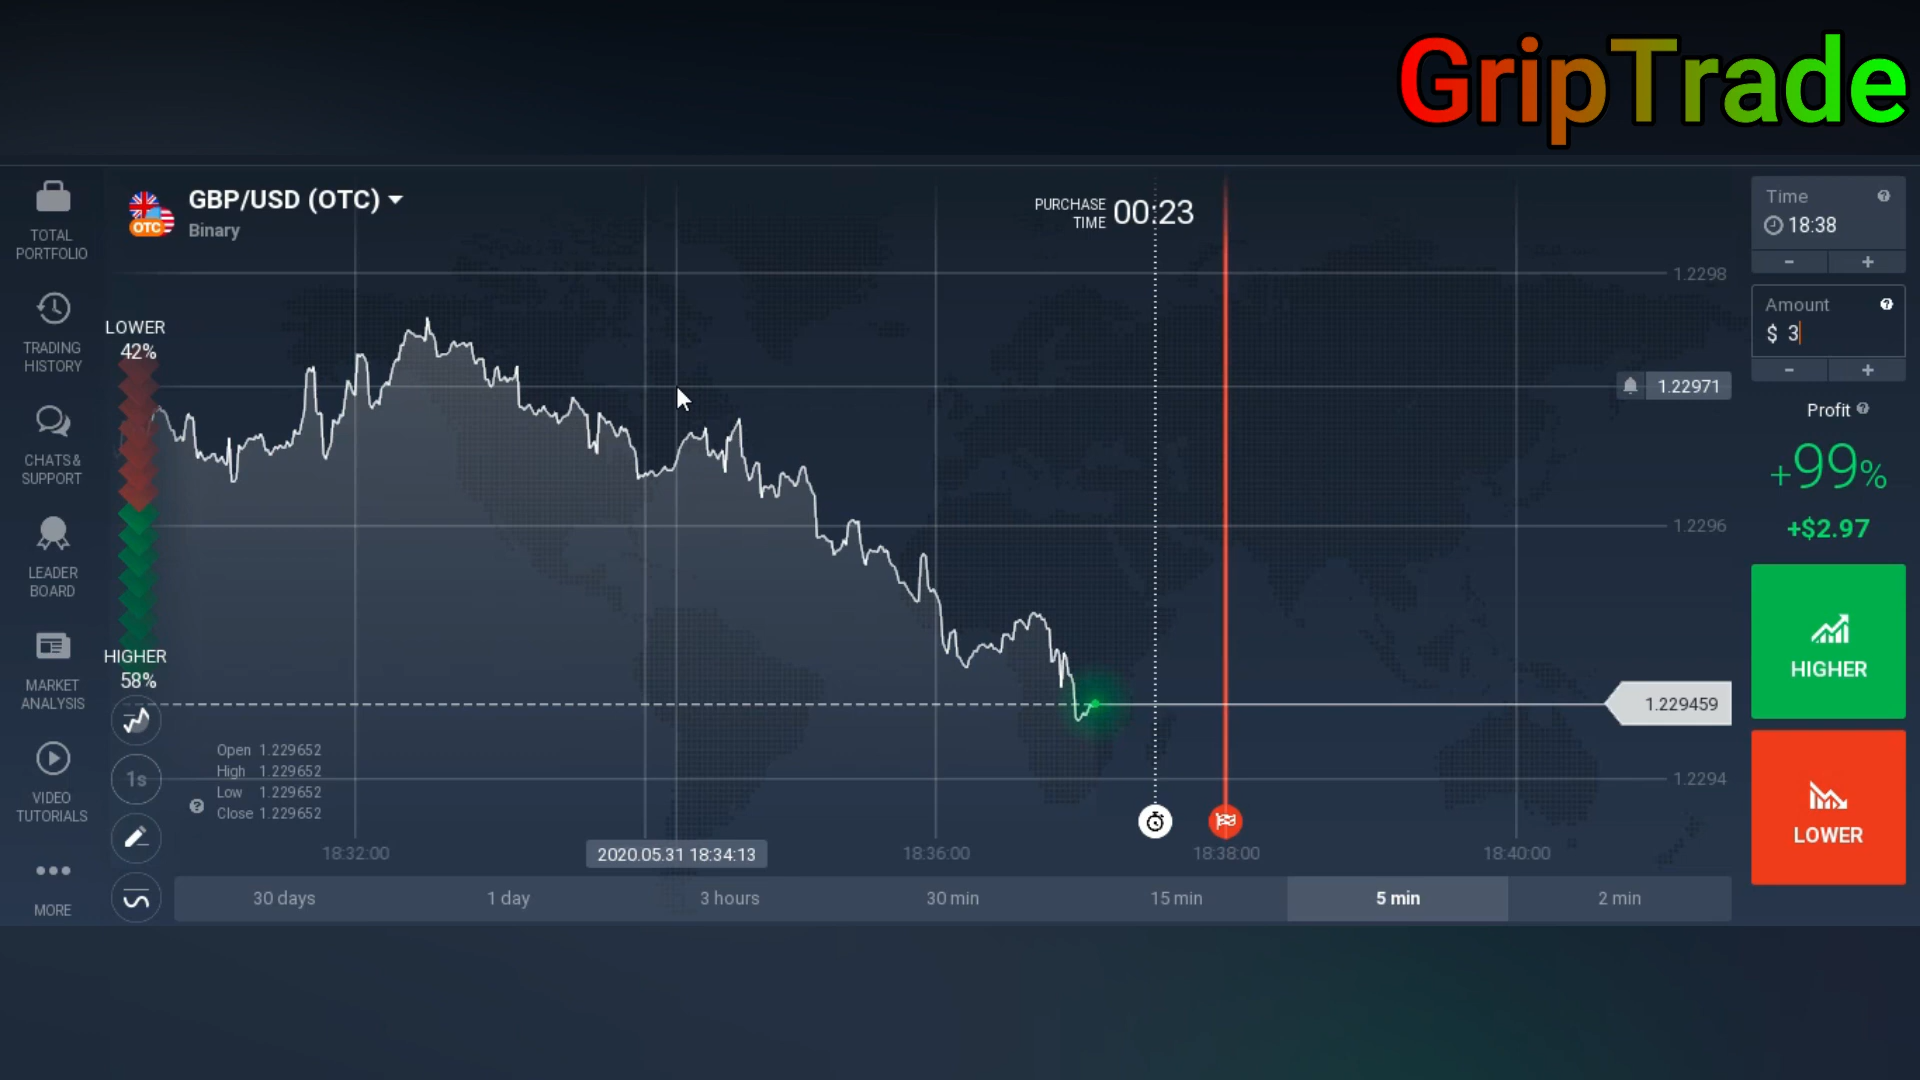 GripTrade
GBP/USD (OTC)
Binary
OTC
PURCHASE
TIME
00:23
Time
18:38
- +
Amount
$ 3
- +
Profit
+99%
+$2.97
HIGHER
LOWER
TOTAL
PORTFOLIO
TRADING
HISTORY
CHATS &
SUPPORT
LEADER
BOARD
MARKET
ANALYSIS
VIDEO
TUTORIALS
MORE
LOWER
42%
HIGHER
58%
1s
Open 1.229652
High 1.229652
Low 1.229652
Close 1.229652
1.2298
1.22971
1.2296
1.229459
1.2294
18:32:00
2020.05.31 18:34:13
18:36:00
18:38:00
18:40:00
30 days
1 day
3 hours
30 min
15 min
5 min
2 min